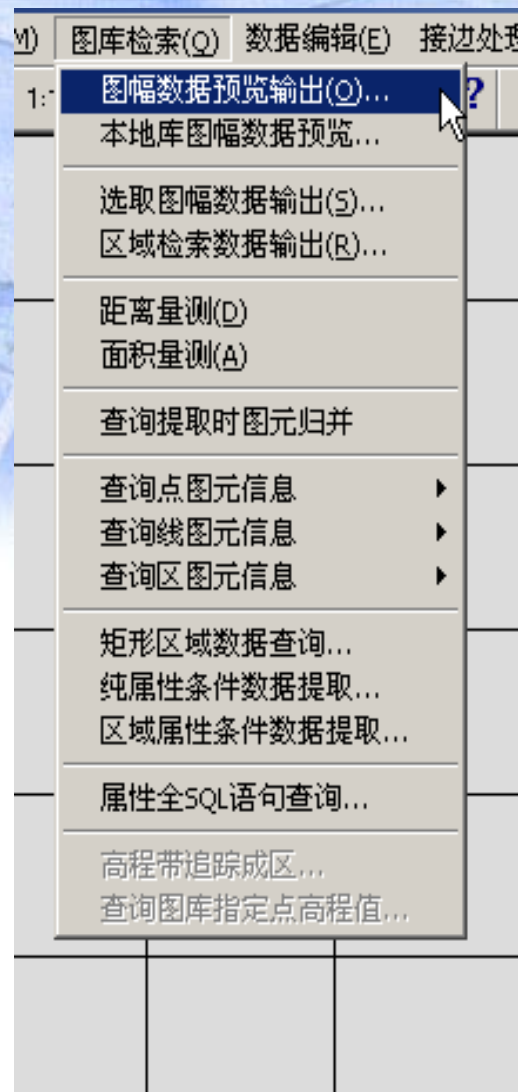 M) 图库检索(Q) 数据编辑(E) 接边处理
1:1 ?
图幅数据预览输出(O)...
本地库图幅数据预览...
选取图幅数据输出(S)...
区域检索数据输出(R)...
距离量测(D)
面积量测(A)
查询提取时图元归并
查询点图元信息
查询线图元信息
查询区图元信息
矩形区域数据查询...
纯属性条件数据提取...
区域属性条件数据提取...
属性全SQL语句查询...
高程带追踪成区...
查询图库指定点高程值...